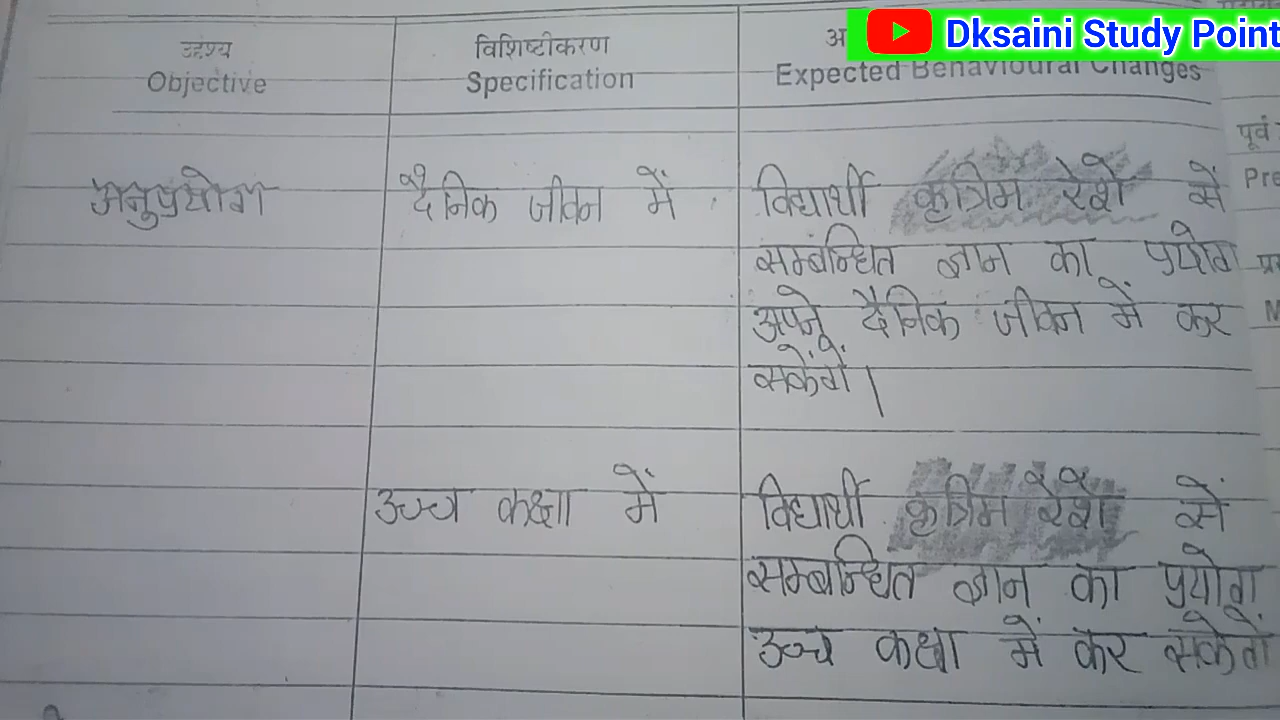 Dksaini Study Point
उद्देश्य
Objective
विशिष्टीकरण
Specification
अ
Expected Behavioural Changes
पूर्व
Pre
अनुप्रयोग
दैनिक जीवन में
विद्यार्थी कृत्रिम रेशे से
सम्बन्धित ज्ञान का प्रयोग
अपने दैनिक जीवन में कर
सकेंगें।
उच्च कक्षा में
विद्यार्थी कृत्रिम रेशे से
सम्बन्धित ज्ञान का प्रयोग
उच्च कक्षा में कर सकेगें